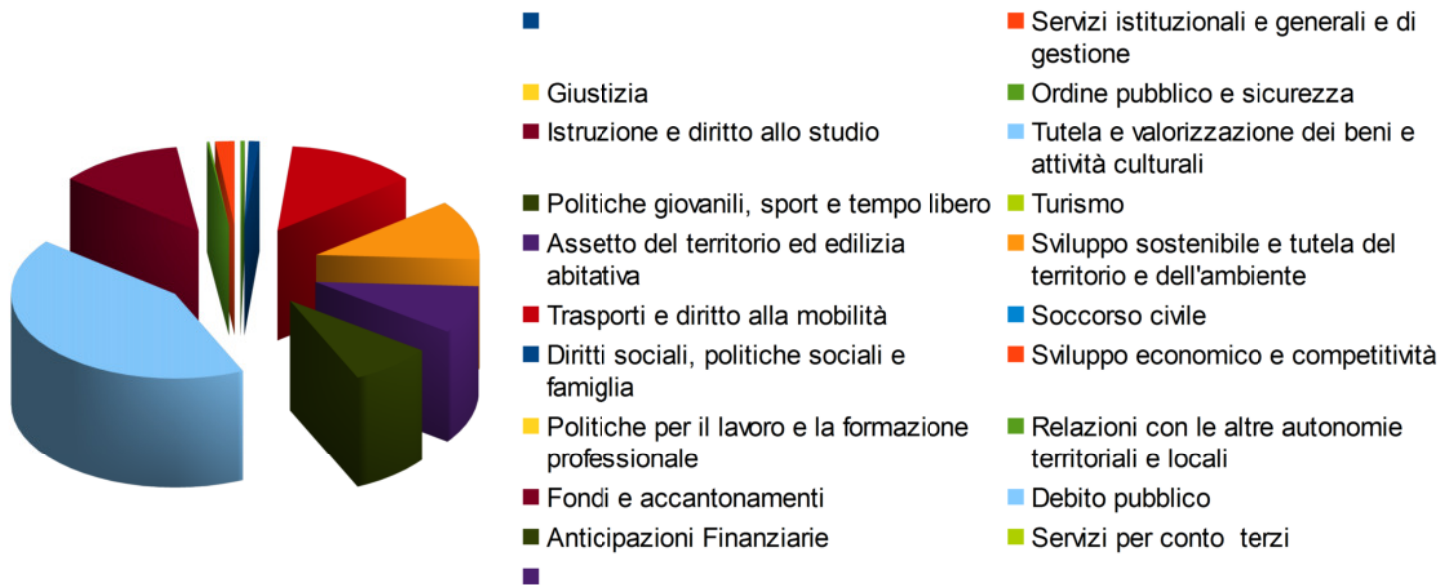 Servizi istituzionali e generali e di
gestione
Giustizia
Ordine pubblico e sicurezza
Istruzione e diritto allo studio
Tutela e valorizzazione dei beni e
attività culturali
Politiche giovanili, sport e tempo libero
Turismo
Assetto del territorio ed edilizia
abitativa
Sviluppo sostenibile e tutela del
territorio e dell'ambiente
Trasporti e diritto alla mobilità
Soccorso civile
Diritti sociali, politiche sociali e
famiglia
Sviluppo economico e competitività
Politiche per il lavoro e la formazione
professionale
Relazioni con le altre autonomie
territoriali e locali
Fondi e accantonamenti
Debito pubblico
Anticipazioni Finanziarie
Servizi per conto terzi